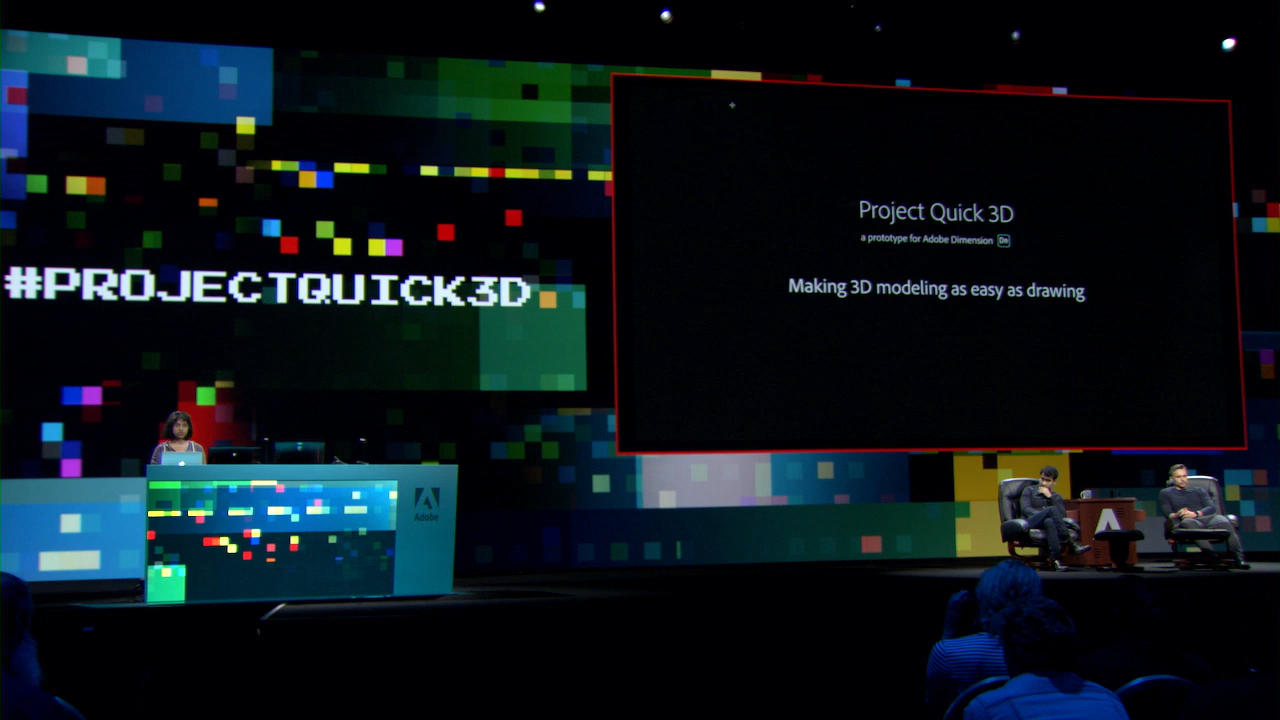 #PROJECTQUICK3D
Project Quick 3D
a prototype for Adobe Dimension Dn
Making 3D modeling as easy as drawing
Adobe